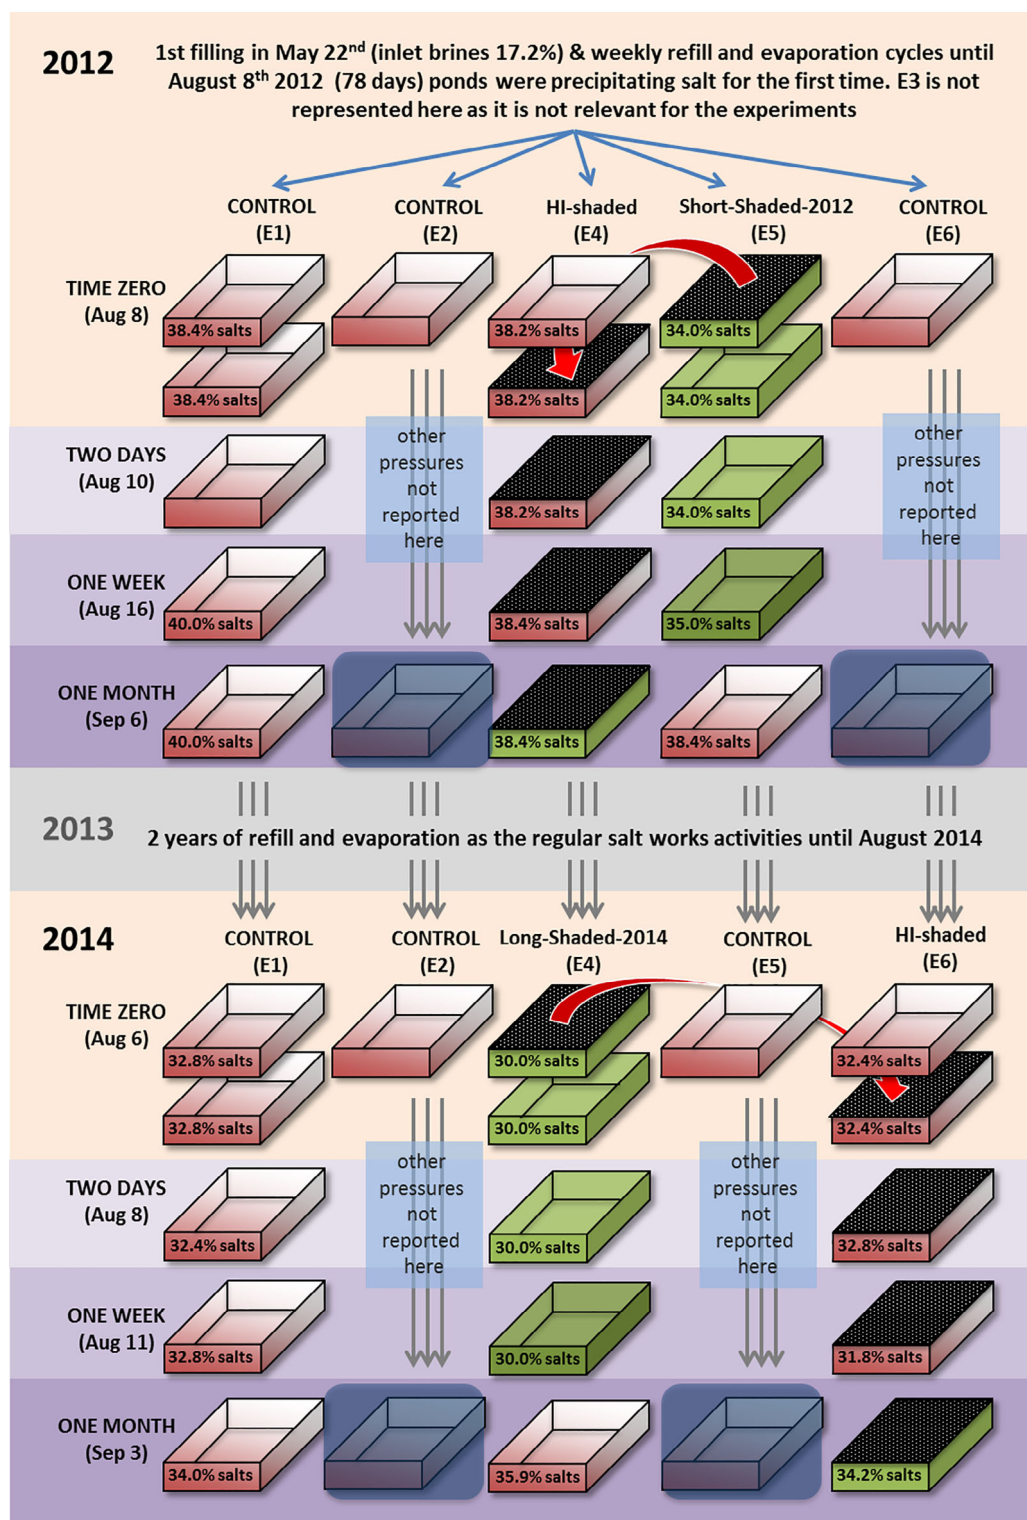 2012
1st filling in May 22nd (inlet brines 17.2%) & weekly refill and evaporation cycles until
August 8th 2012 (78 days) ponds were precipitating salt for the first time. E3 is not
represented here as it is not relevant for the experiments
CONTROL
(E1)
CONTROL
(E2)
HI-shaded
(E4)
Short-Shaded-2012
(E5)
CONTROL
(E6)
TIME ZERO
(Aug 8)
38.4% salts
38.2% salts
34.0% salts
38.4% salts
38.2% salts
34.0% salts
TWO DAYS
(Aug 10)
38.2% salts
34.0% salts
other
pressures
not
reported
here
other
pressures
not
reported
here
ONE WEEK
(Aug 16)
40.0% salts
38.4% salts
35.0% salts
ONE MONTH
(Sep 6)
40.0% salts
38.4% salts
38.4% salts
2013
2 years of refill and evaporation as the regular salt works activities until August 2014
2014
CONTROL
(E1)
CONTROL
(E2)
Long-Shaded-2014
(E4)
CONTROL
(E5)
HI-shaded
(E6)
TIME ZERO
(Aug 6)
32.8% salts
30.0% salts
32.4% salts
32.8% salts
30.0% salts
32.4% salts
TWO DAYS
(Aug 8)
32.4% salts
30.0% salts
32.8% salts
other
pressures
not
reported
here
other
pressures
not
reported
here
ONE WEEK
(Aug 11)
32.8% salts
30.0% salts
31.8% salts
ONE MONTH
(Sep 3)
34.0% salts
35.9% salts
34.2% salts